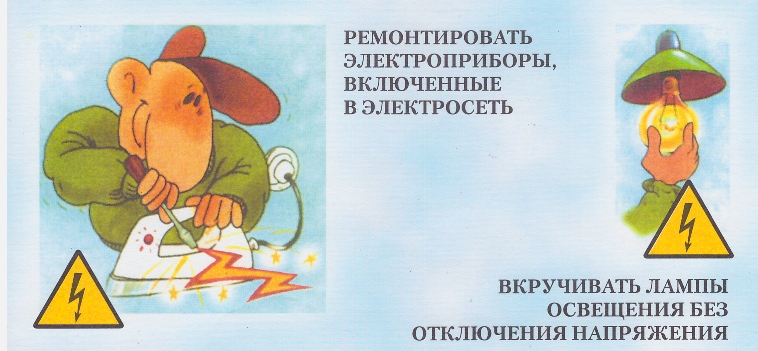 РЕМОНТИРОВАТЬ
ЭЛЕКТРОПРИБОРЫ,
ВКЛЮЧЕННЫЕ
В ЭЛЕКТРОСЕТЬ
ВКРУЧИВАТЬ ЛАМПЫ
ОСВЕЩЕНИЯ БЕЗ
ОТКЛЮЧЕНИЯ НАПРЯЖЕНИЯ